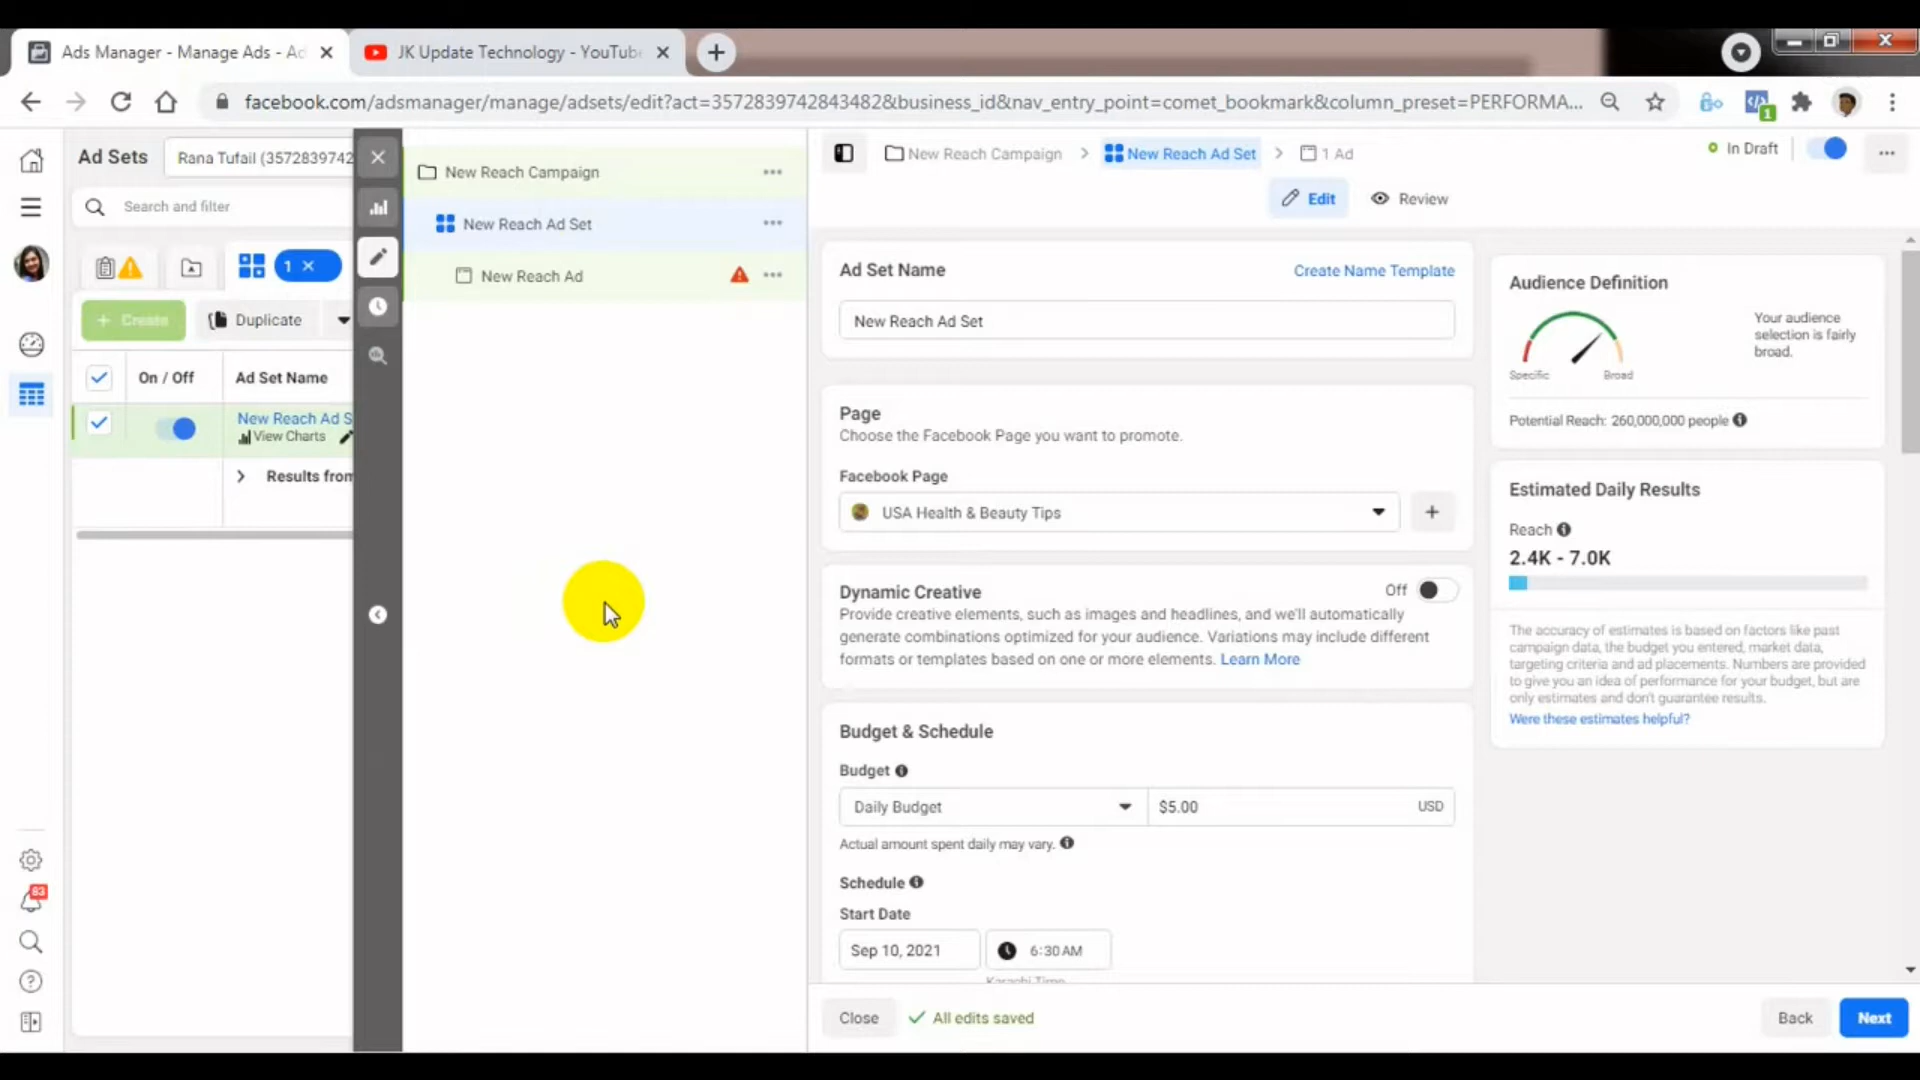 Ads Manager - Manage Ads - Ad
JK Update Technology - YouTube
facebook.com/adsmanager/manage/adsets/edit?act=3572839742843482&business_id&nav_entry_point=comet_bookmark&column_preset=PERFORMA...
1
Ad Sets
Rana Tufail (3572839742
New Reach Campaign
New Reach Campaign
New Reach Ad Set
1 Ad
In Draft
Edit
Review
Search and filter
New Reach Ad Set
New Reach Ad
1
Create
Duplicate
On / Off
Ad Set Name
New Reach Ad S
View Charts
Results from
83
Ad Set Name
Create Name Template
New Reach Ad Set
Page
Choose the Facebook Page you want to promote.
Facebook Page
USA Health & Beauty Tips
Dynamic Creative
Off
Provide creative elements, such as images and headlines, and we'll automatically
generate combinations optimized for your audience. Variations may include different
formats or templates based on one or more elements. Learn More
Budget & Schedule
Budget
Daily Budget
$5.00
USD
Actual amount spent daily may vary.
Schedule
Start Date
Sep 10, 2021
6:30 AM
Karachi Time
Audience Definition
Your audience
selection is fairly
broad.
Specific
Broad
Potential Reach: 260,000,000 people
Estimated Daily Results
Reach
2.4K - 7.0K
The accuracy of estimates is based on factors like past
campaign data, the budget you entered, market data,
targeting criteria and ad placements. Numbers are provided
to give you an idea of performance for your budget, but are
only estimates and don't guarantee results.
Were these estimates helpful?
Close
All edits saved
Back
Next